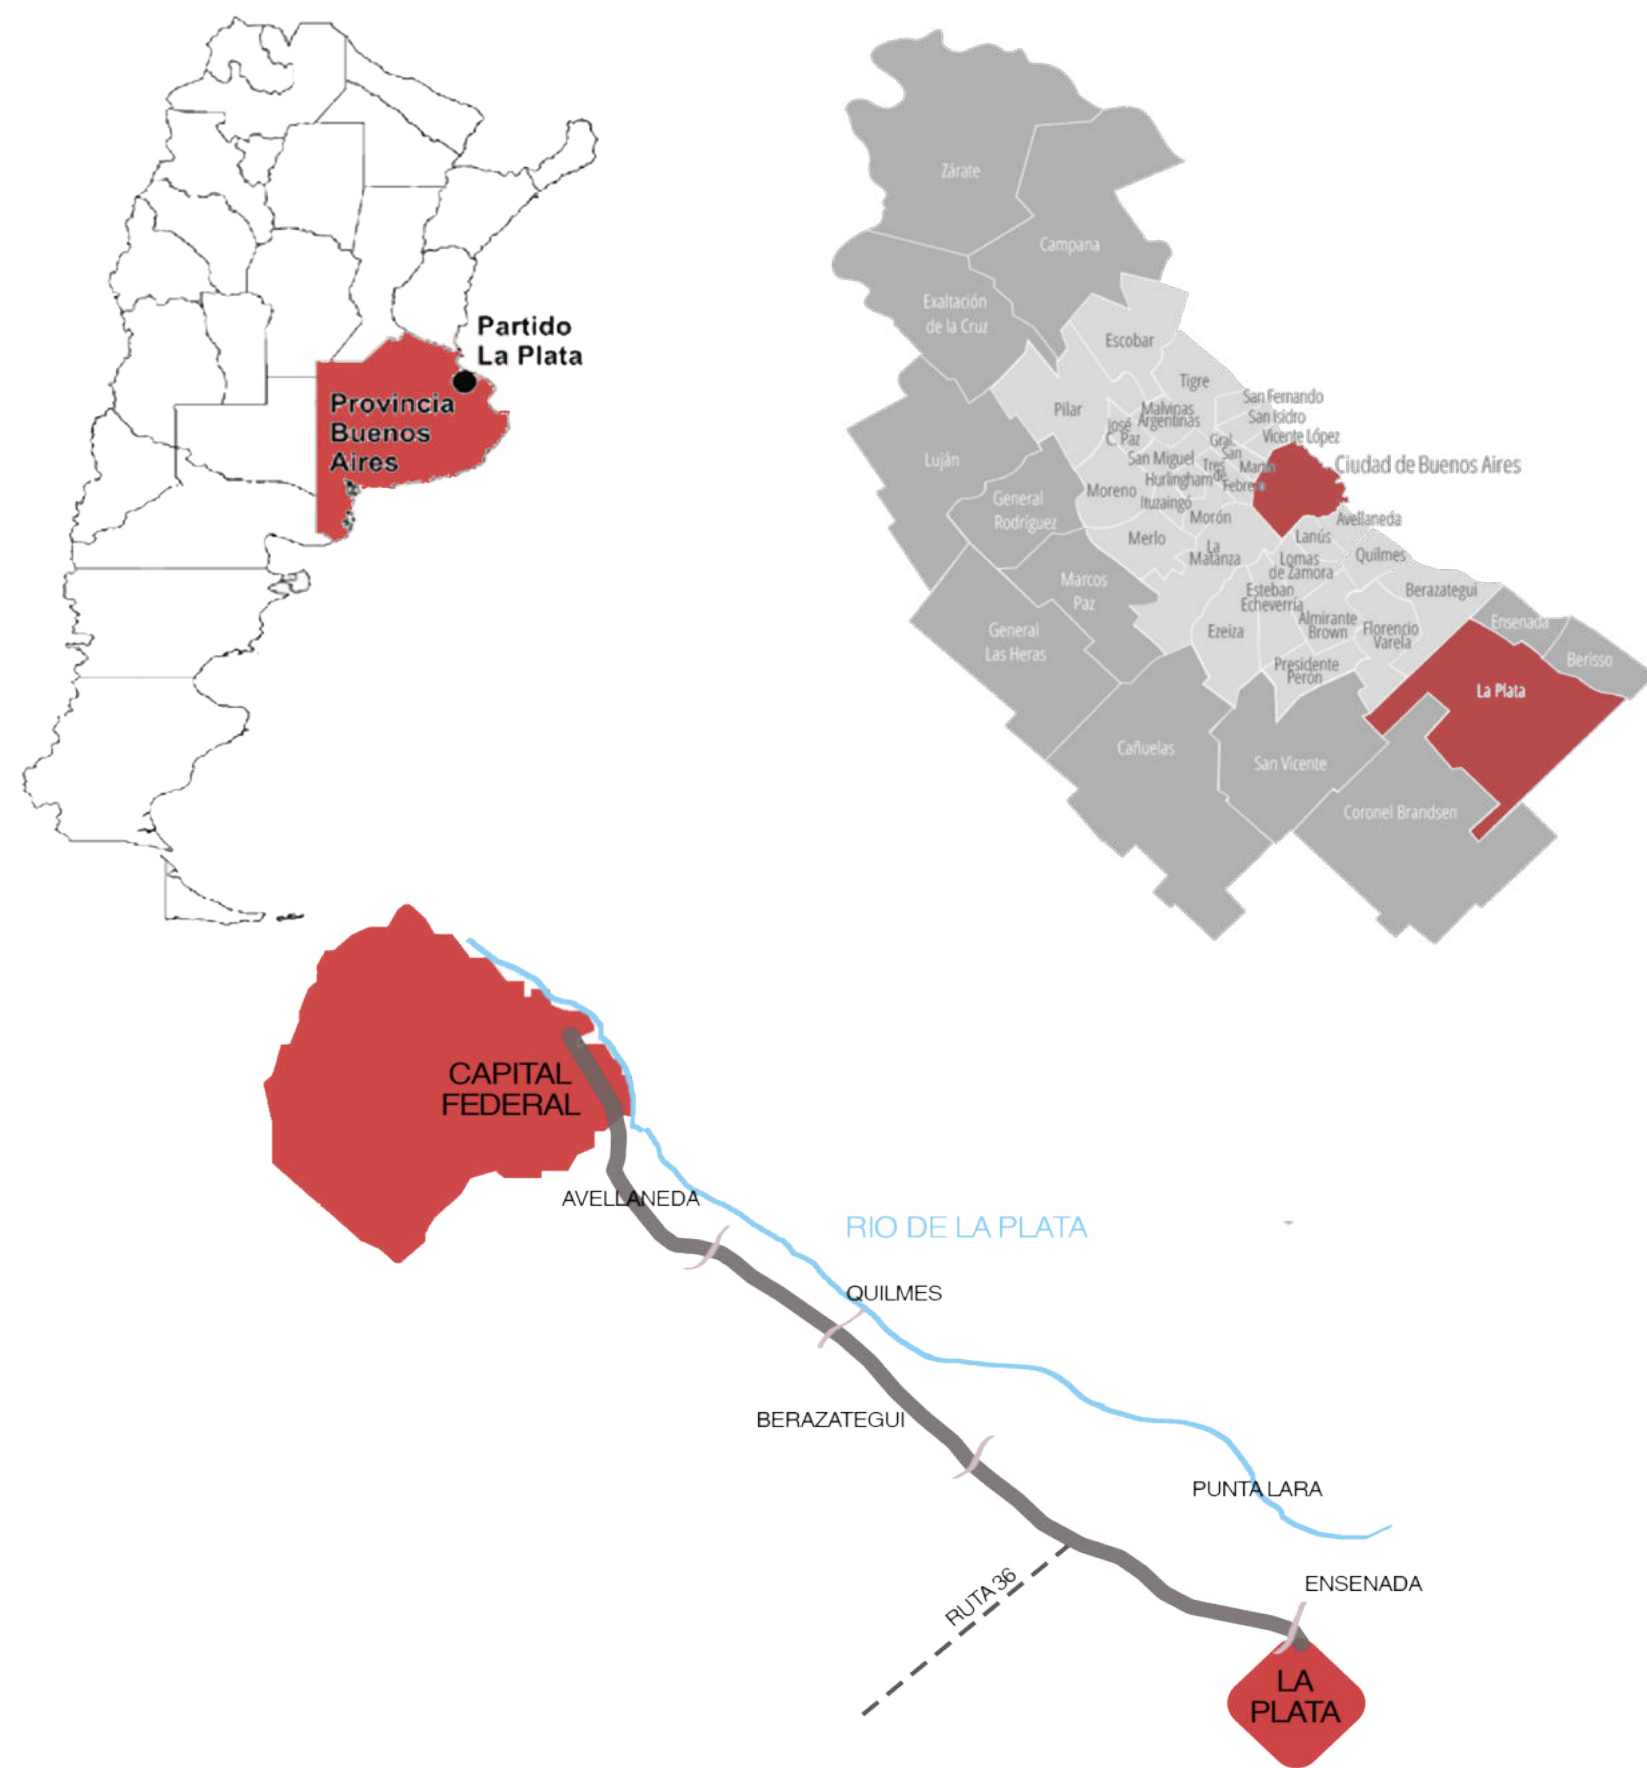 Partido
La Plata
Provincia
Buenos
Aires
Zárate
Campana
Exaltación
de la Cruz
Escobar
Tigre
San Fernando
San Isidro
Vicente López
Pilar
Malvinas
Argentinas
José
C. Paz
Gral.
San
Martín
Ciudad de Buenos Aires
Luján
San Miguel
Tres
de
Febrero
Hurlingham
General
Rodríguez
Moreno
Ituzaingó
Morón
Avellaneda
Merlo
La
Matanza
Lanús
Quilmes
Lomas
de Zamora
Marcos
Paz
Esteban
Echeverría
Berazategui
Almirante
Brown
Florencio
Varela
Ensenada
General
Las Heras
Ezeiza
Presidente
Perón
Berisso
La Plata
Cañuelas
San Vicente
Coronel Brandsen
CAPITAL
FEDERAL
AVELLANEDA
RIO DE LA PLATA
QUILMES
BERAZATEGUI
PUNTA LARA
RUTA 36
ENSENADA
LA
PLATA